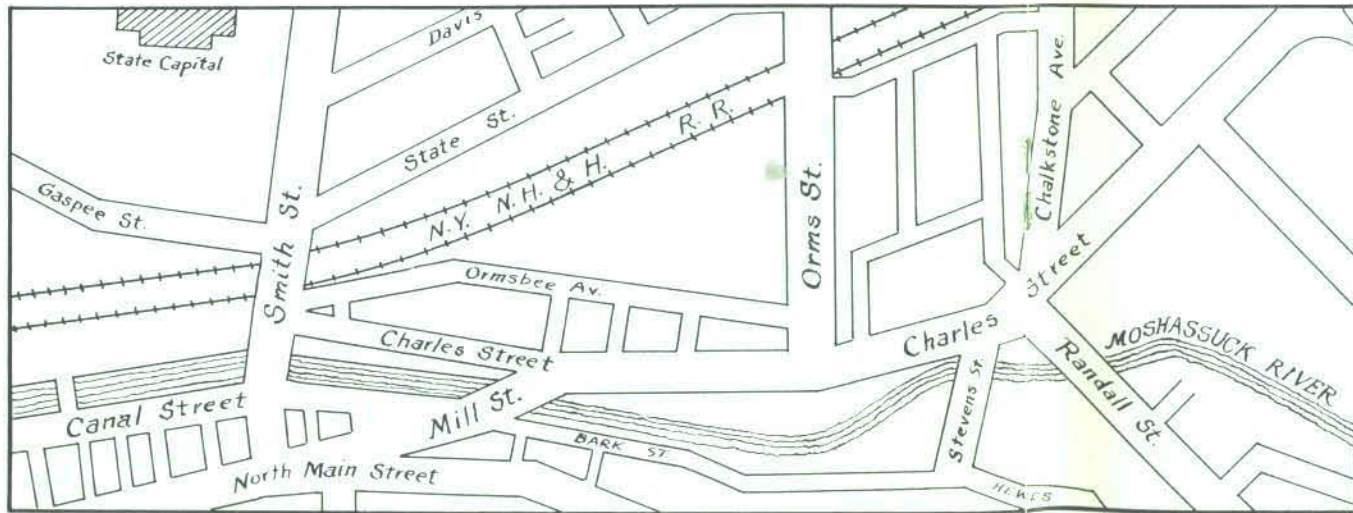 State Capital
Davis
State St.
Gaspee St.
Smith St.
N.Y. N.H. & H. R.R.
Orms St.
Chalkstone Ave.
Ormsbee Av.
Charles Street
Charles Street
MOSHASSUCK RIVER
Randall St.
Stevens St.
Canal Street
Mill St.
BARK ST.
North Main Street
HEWES